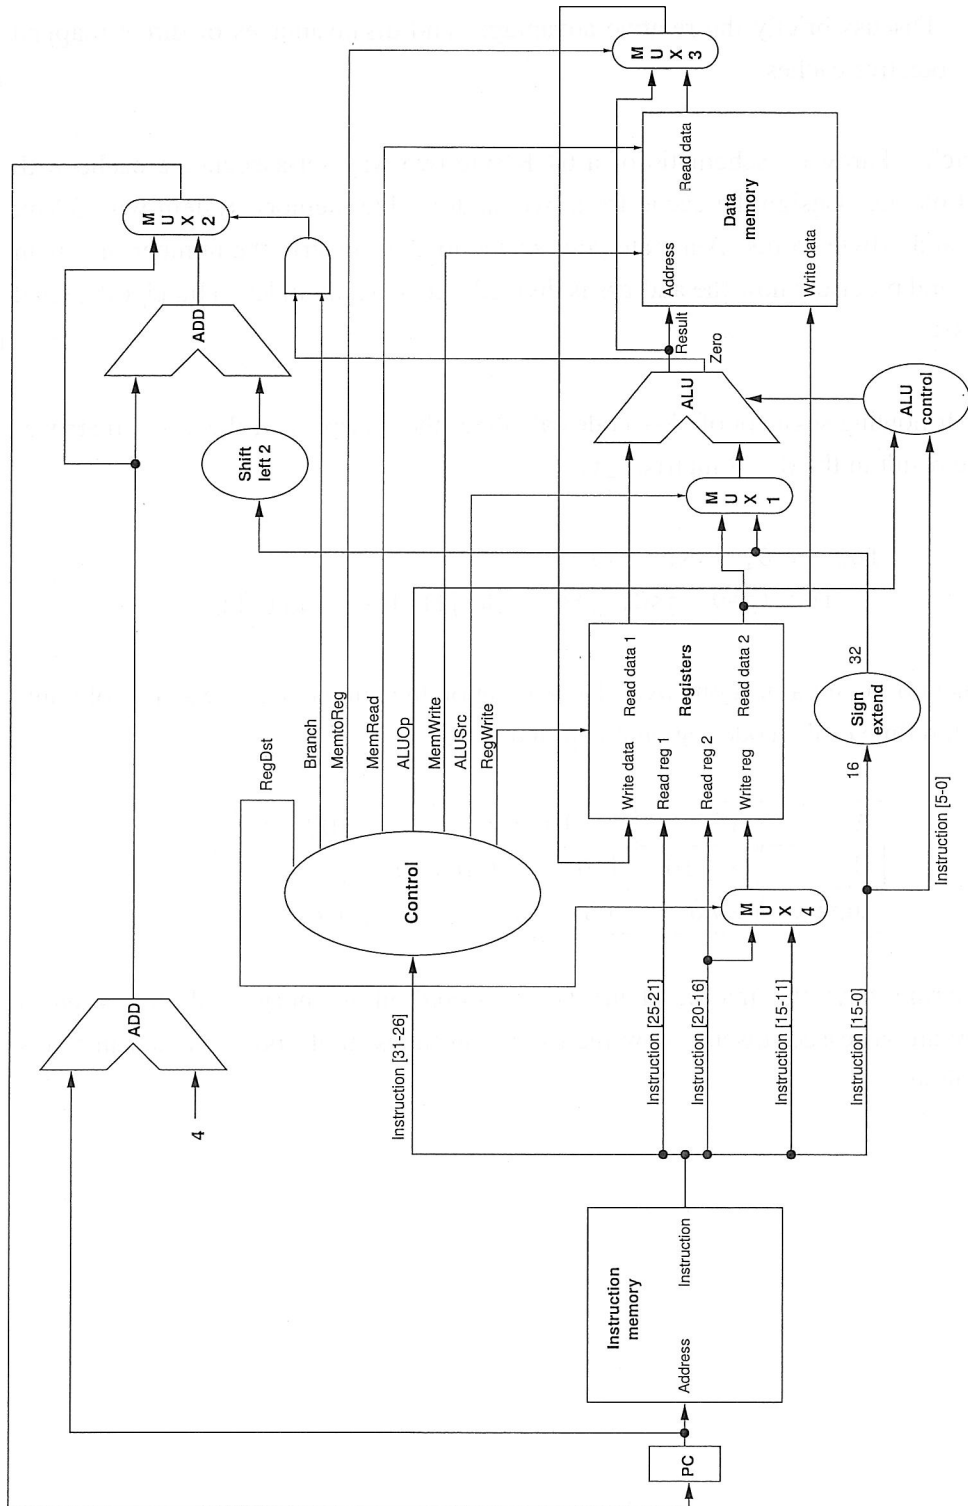 PC
Address
Instruction
Instruction
memory
4
ADD
Instruction [31-26]
Instruction [25-21]
Instruction [20-16]
Instruction [15-11]
Instruction [15-0]
Instruction [5-0]
Control
RegDst
Branch
MemtoReg
MemRead
ALUOp
MemWrite
ALUSrc
RegWrite
M
U
X
4
Write data
Read reg 1
Read reg 2
Write reg
Read data 1
Registers
Read data 2
16
Sign
extend
32
Shift
left 2
ADD
M
U
X
2
M
U
X
1
ALU
Result
Zero
ALU
control
Address
Write data
Data
memory
Read data
M
U
X
3